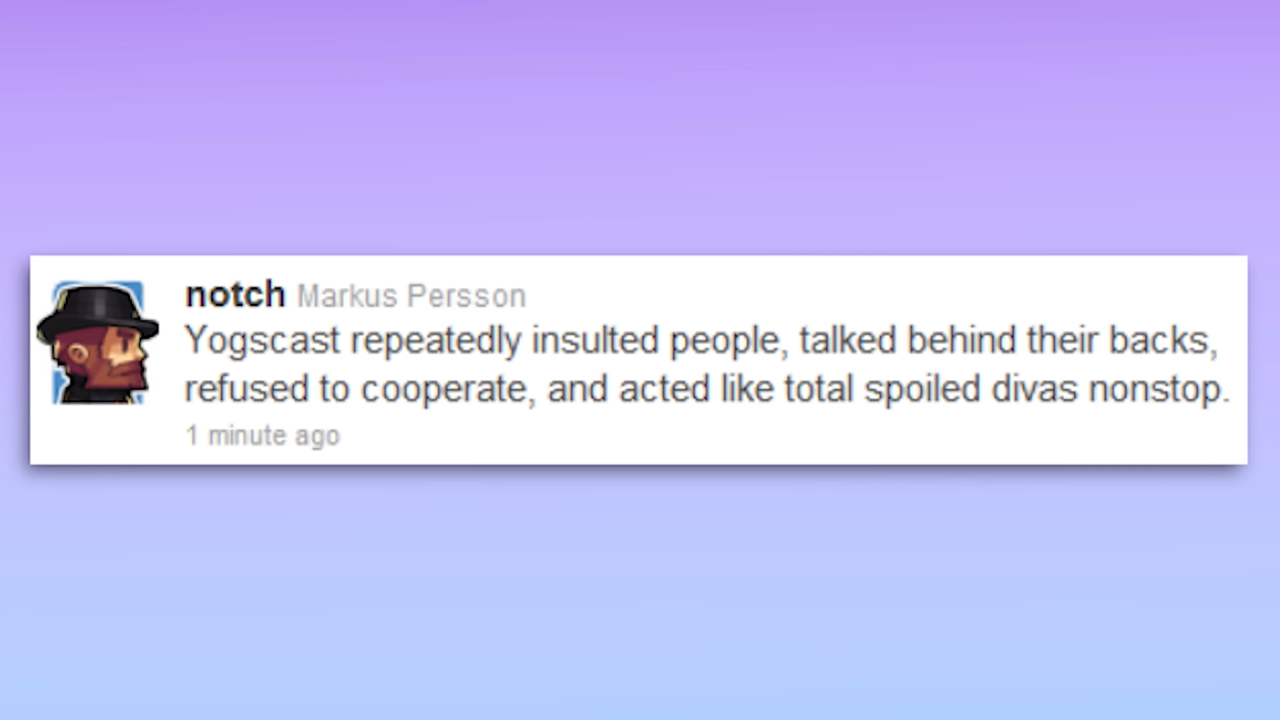 notch Markus Persson
Yogscast repeatedly insulted people, talked behind their backs,
refused to cooperate, and acted like total spoiled divas nonstop.
1 minute ago